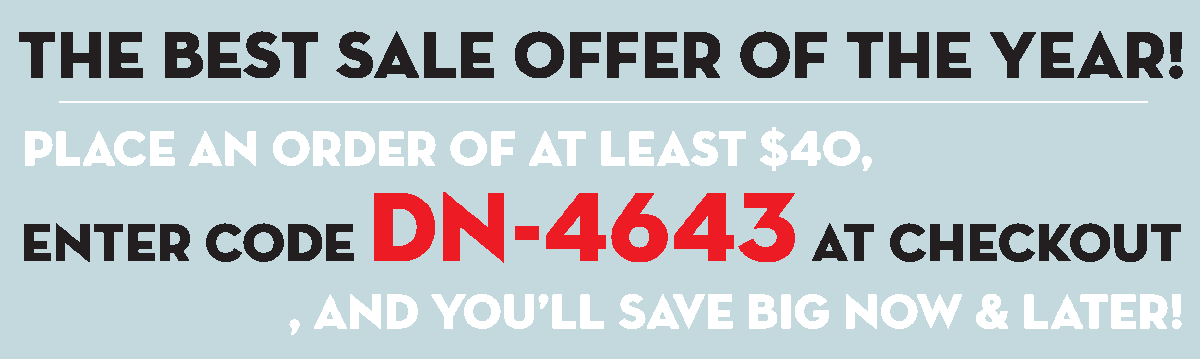 THE BEST SALE OFFER OF THE YEAR!
PLACE AN ORDER OF AT LEAST $40,
ENTER CODE DN-4643 AT CHECKOUT
, AND YOU’LL SAVE BIG NOW & LATER!